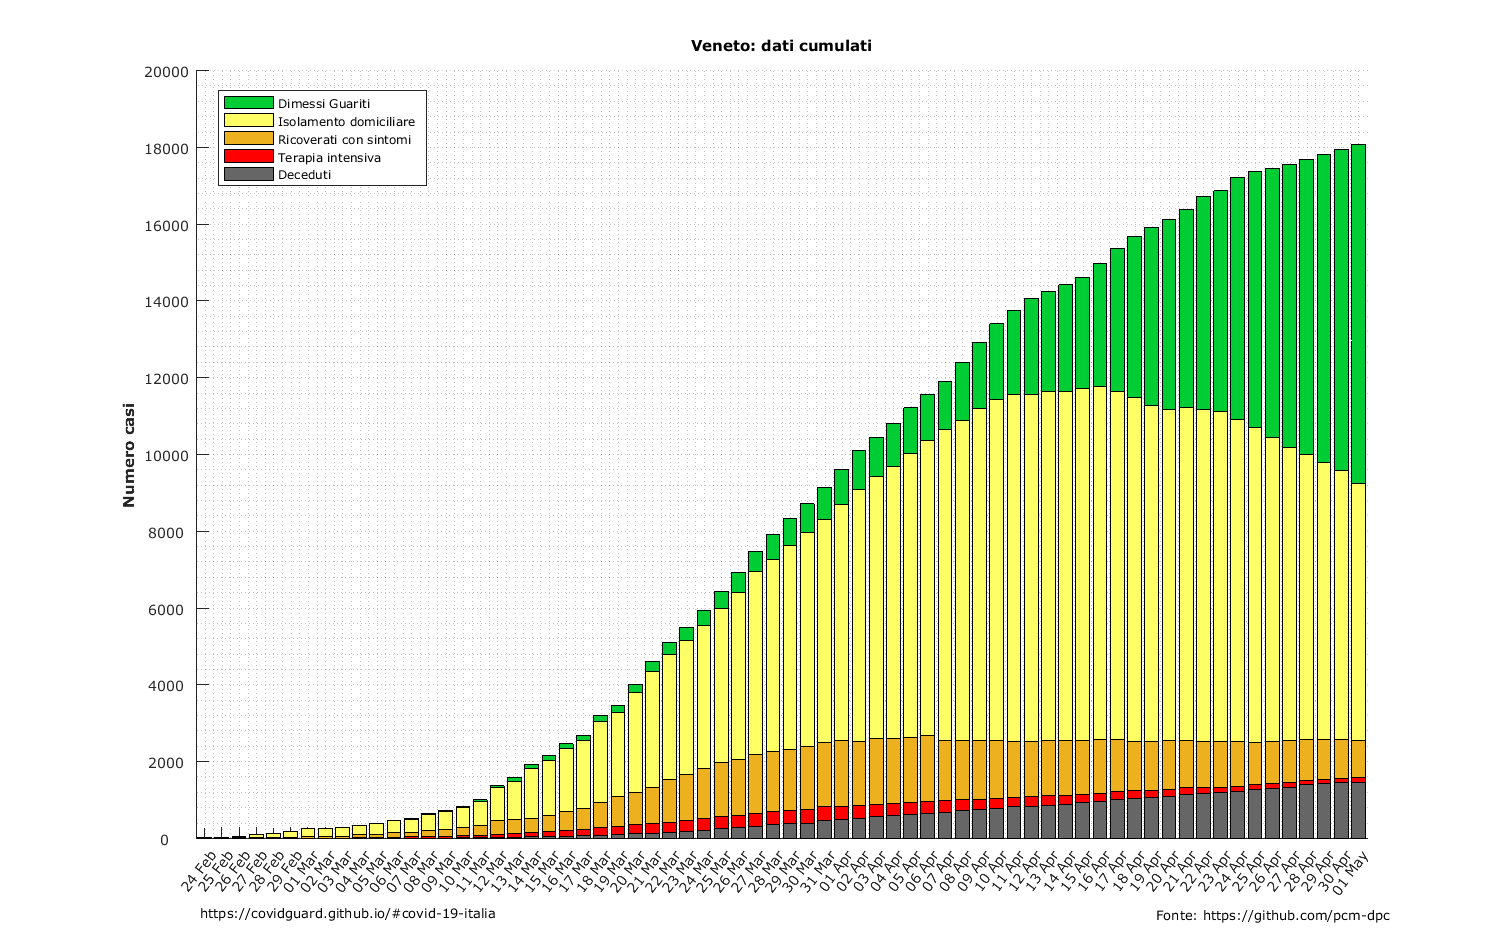 Veneto: dati cumulati
20000
18000
16000
14000
12000
10000
8000
6000
4000
2000
0
Numero casi
Dimessi Guariti
Isolamento domiciliare
Ricoverati con sintomi
Terapia intensiva
Deceduti
24 Feb
25 Feb
26 Feb
27 Feb
28 Feb
29 Feb
01 Mar
02 Mar
03 Mar
04 Mar
05 Mar
06 Mar
07 Mar
08 Mar
09 Mar
10 Mar
11 Mar
12 Mar
13 Mar
14 Mar
15 Mar
16 Mar
17 Mar
18 Mar
19 Mar
20 Mar
21 Mar
22 Mar
23 Mar
24 Mar
25 Mar
26 Mar
27 Mar
28 Mar
29 Mar
30 Mar
31 Mar
01 Apr
02 Apr
03 Apr
04 Apr
05 Apr
06 Apr
07 Apr
08 Apr
09 Apr
10 Apr
11 Apr
12 Apr
13 Apr
14 Apr
15 Apr
16 Apr
17 Apr
18 Apr
19 Apr
20 Apr
21 Apr
22 Apr
23 Apr
24 Apr
25 Apr
26 Apr
27 Apr
28 Apr
29 Apr
30 Apr
01 May
https://covidguard.github.io/#covid-19-italia
Fonte: https://github.com/pcm-dpc